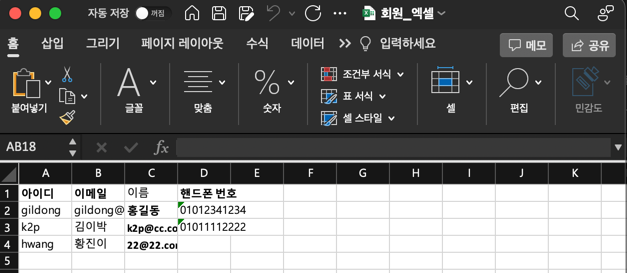 자동 저장 꺼짐 회원_엑셀
홈 삽입 그리기 페이지 레이아웃 수식 데이터 입력하세요 메모 공유
붙여넣기 글꼴 맞춤 숫자 조건부 서식 표 서식 셀 스타일 셀 편집 민감도
AB18 fx
A B C D E F G H I J K
1 아이디 이메일 이름 핸드폰 번호
2 gildong gildong@ 홍길동 01012341234
3 k2p 김이박 k2p@cc.co 01011112222
4 hwang 황진이 22@22.com
5